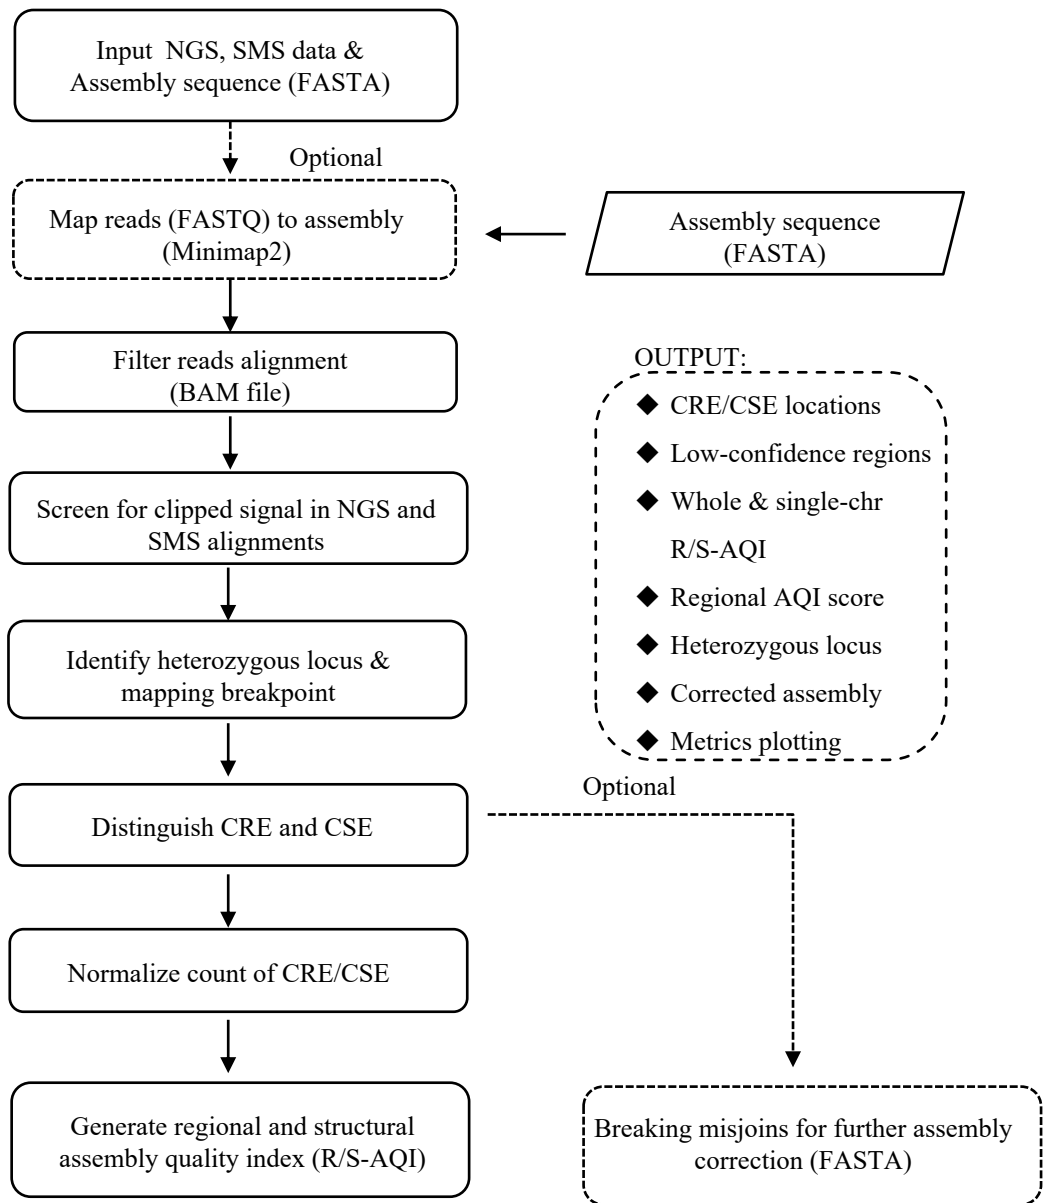 Input NGS, SMS data &
Assembly sequence (FASTA)
Optional
Map reads (FASTQ) to assembly
(Minimap2)
Assembly sequence
(FASTA)
Filter reads alignment
(BAM file)
Screen for clipped signal in NGS and
SMS alignments
Identify heterozygous locus &
mapping breakpoint
OUTPUT:
CRE/CSE locations
Low-confidence regions
Whole & single-chr
R/S-AQI
Regional AQI score
Heterozygous locus
Corrected assembly
Metrics plotting
Optional
Distinguish CRE and CSE
Normalize count of CRE/CSE
Generate regional and structural
assembly quality index (R/S-AQI)
Breaking misjoins for further assembly
correction (FASTA)